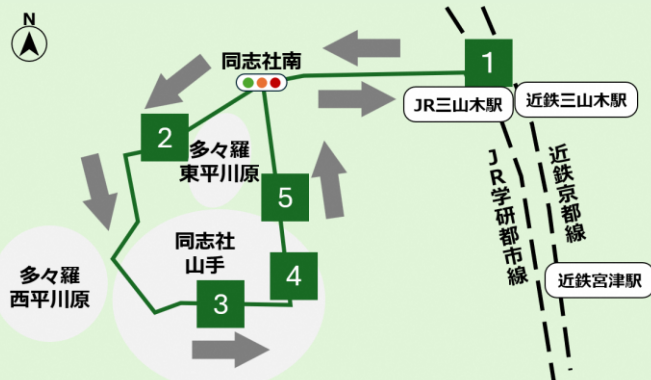 N
同志社南
1
JR三山木駅
近鉄三山木駅
2
多々羅
東平川原
5
JR学研都市線
近鉄京都線
同志社
山手
4
多々羅
西平川原
3
近鉄宮津駅